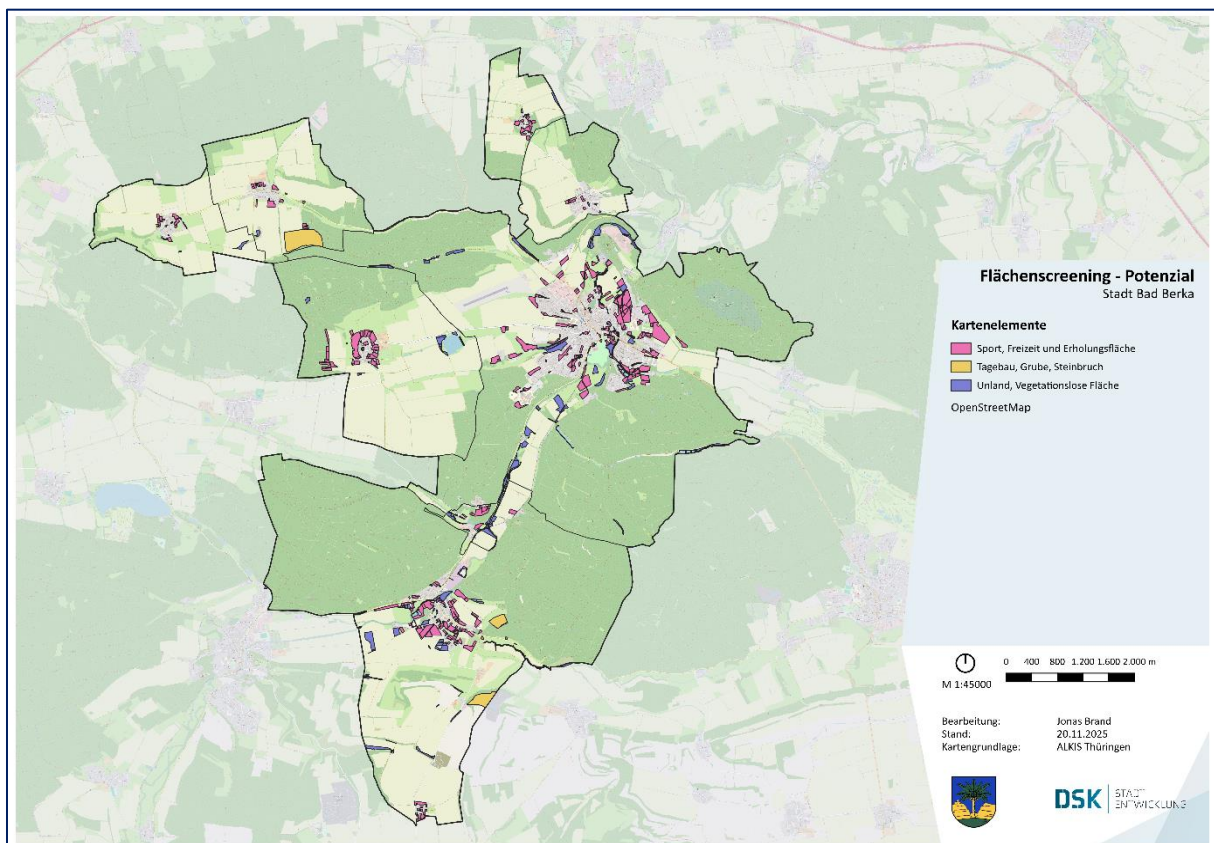 Flächenscreening - Potenzial
Stadt Bad Berka
Kartenelemente
Sport, Freizeit und Erholungsfläche
Tagebau, Grube, Steinbruch
Unland, Vegetationslose Fläche
OpenStreetMap
0 400 800 1.200 1.600 2.000 m
M 1:45000
Bearbeitung: Jonas Brand
Stand: 20.11.2025
Kartengrundlage: ALKIS Thüringen
DSK STADT
ENTWICKLUNG